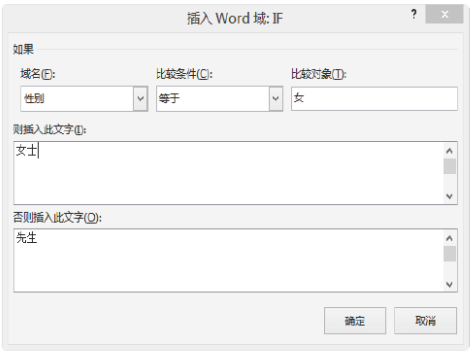 插入 Word 域: IF
? x
如果
域名(F): 比较条件(C): 比较对象(T):
性别 等于 女
则插入此文字(I):
女士
否则插入此文字(O):
先生
确定 取消